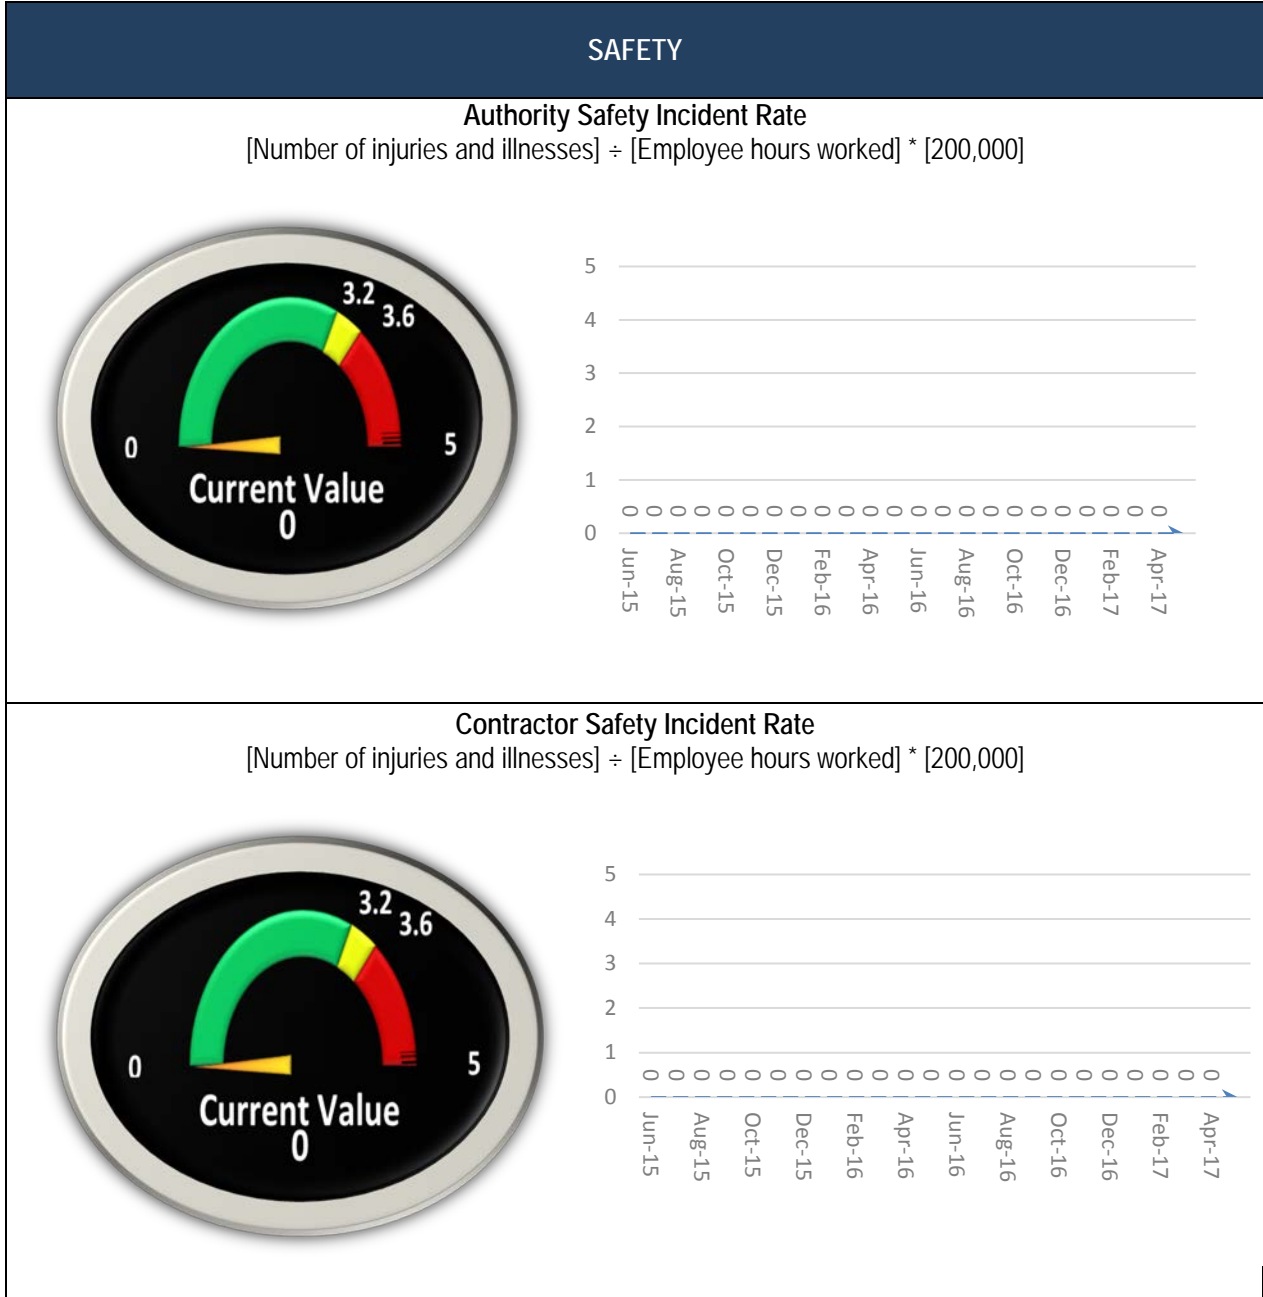 SAFETY
Authority Safety Incident Rate
[Number of injuries and illnesses] ÷ [Employee hours worked] * [200,000]
3.2
3.6
0
5
Current Value
0
5
4
3
2
1
0
0 0 0 0 0 0 0 0 0 0 0 0 0 0 0 0 0 0 0 0 0 0 0
Jun-15
Aug-15
Oct-15
Dec-15
Feb-16
Apr-16
Jun-16
Aug-16
Oct-16
Dec-16
Feb-17
Apr-17
Contractor Safety Incident Rate
[Number of injuries and illnesses] ÷ [Employee hours worked] * [200,000]
3.2
3.6
0
5
Current Value
0
5
4
3
2
1
0
0 0 0 0 0 0 0 0 0 0 0 0 0 0 0 0 0 0 0 0 0 0 0
Jun-15
Aug-15
Oct-15
Dec-15
Feb-16
Apr-16
Jun-16
Aug-16
Oct-16
Dec-16
Feb-17
Apr-17